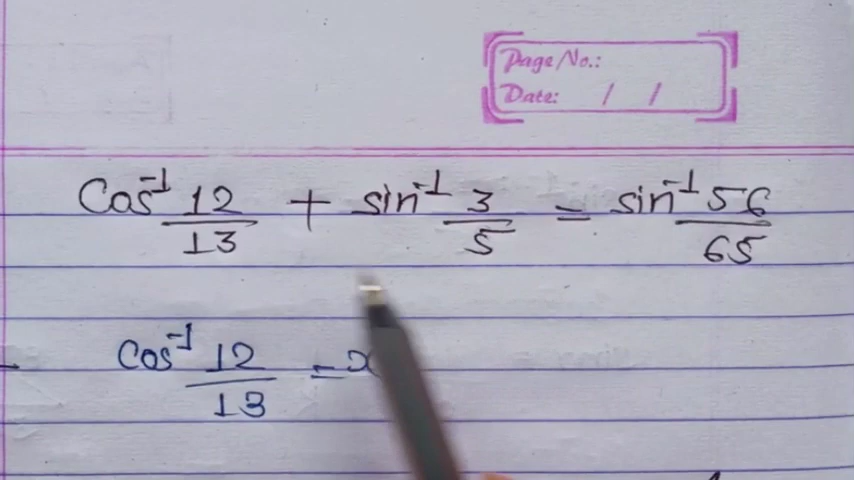 Page No.:
Date: / /
Cos⁻¹ 12/13 + sin⁻¹ 3/5 = sin⁻¹ 56/65
Cos⁻¹ 12/13 = x